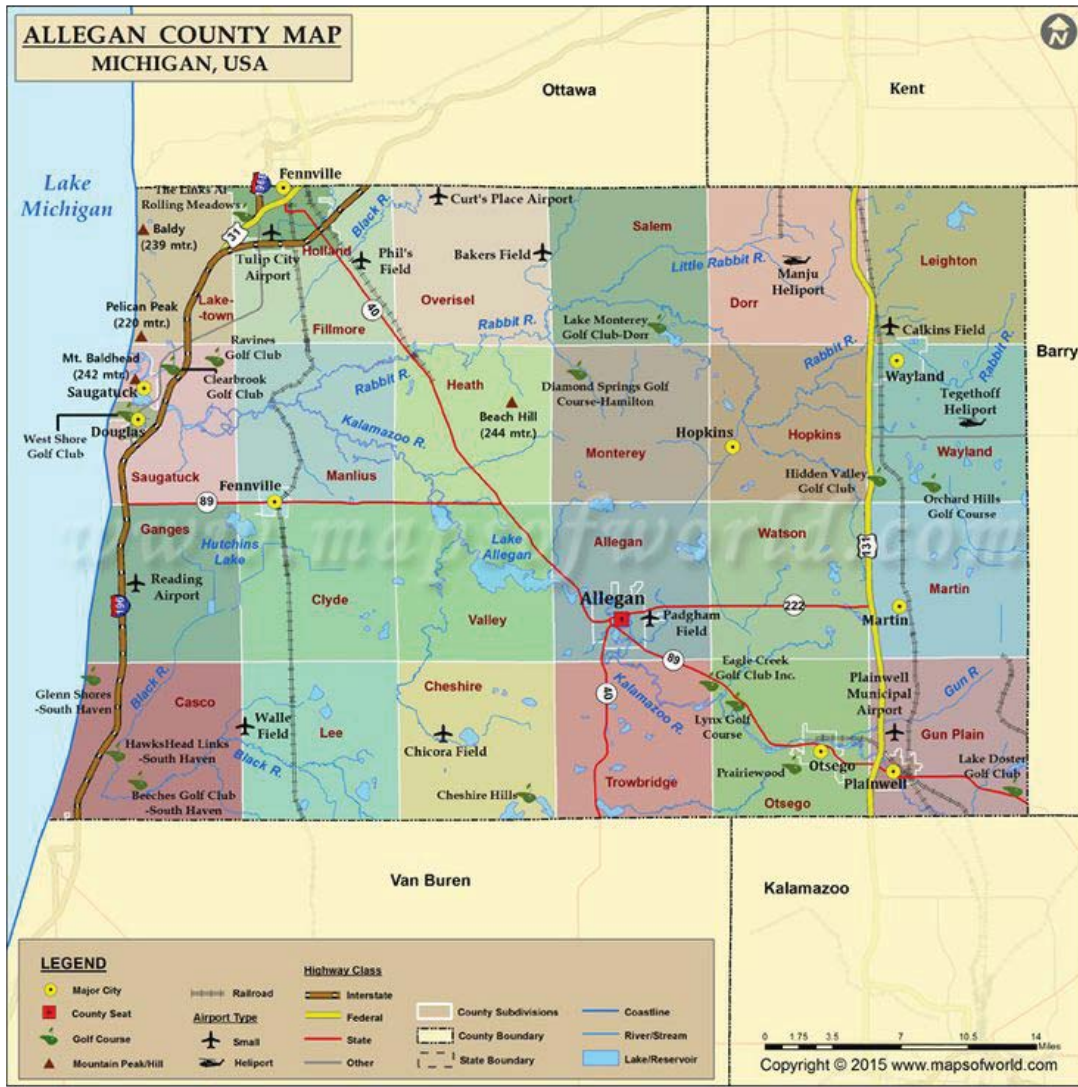 ALLEGAN COUNTY MAP
MICHIGAN, USA
N
Ottawa
Kent
Lake
Michigan
196
Fennville
The Links At
Rolling Meadows
Black R.
Curt's Place Airport
Baldy
(239 mtr.)
31
Tulip City
Airport
Holland
Phil's
Field
Bakers Field
Salem
Little Rabbit R.
Manju
Heliport
Leighton
Pelican Peak
(220 mtr.)
Lake-
town
Fillmore
40
Overisel
Rabbit R.
Lake Monterey
Golf Club-Dorr
Dorr
Calkins Field
Rabbit R.
Rabbit R.
Barry
Mt. Baldhead
(242 mtr.)
Ravines
Golf Club
Clearbrook
Golf Club
Saugatuck
Rabbit R.
Heath
Diamond Springs Golf
Course-Hamilton
Wayland
Tegethoff
Heliport
Beach Hill
(244 mtr.)
West Shore
Golf Club
Douglas
Kalamazoo R.
Hopkins
Hopkins
Wayland
Monterey
Saugatuck
Manlius
Hidden Valley
Golf Club
Orchard Hills
Golf Course
89
Fennville
www.mapsofworld.com
Ganges
Hutchins
Lake
Lake
Allegan
Allegan
Watson
131
Reading
Airport
196
Clyde
Valley
Allegan
Padgham
Field
222
Martin
Martin
89
Eagle Creek
Golf Club Inc.
Plainwell
Municipal
Airport
Glenn Shores
-South Haven
Black R.
Casco
Cheshire
40
Kalamazoo R.
Gun R.
Walle
Field
Lee
Chicora Field
Lynx Golf
Course
Gun Plain
HawksHead Links
-South Haven
Black R.
Beeches Golf Club
-South Haven
Cheshire Hills
Trowbridge
Prairiewood
Otsego
Otsego
Plainwell
Lake Doster
Golf Club
Van Buren
Kalamazoo
LEGEND
Major City
County Seat
Golf Course
Mountain Peak/Hill
Railroad
Airport Type
Small
Heliport
Highway Class
Interstate
Federal
State
Other
County Subdivisions
County Boundary
State Boundary
Coastline
River/Stream
Lake/Reservoir
0 1.75 3.5 7 10.5 14
Miles
Copyright © 2015 www.mapsofworld.com